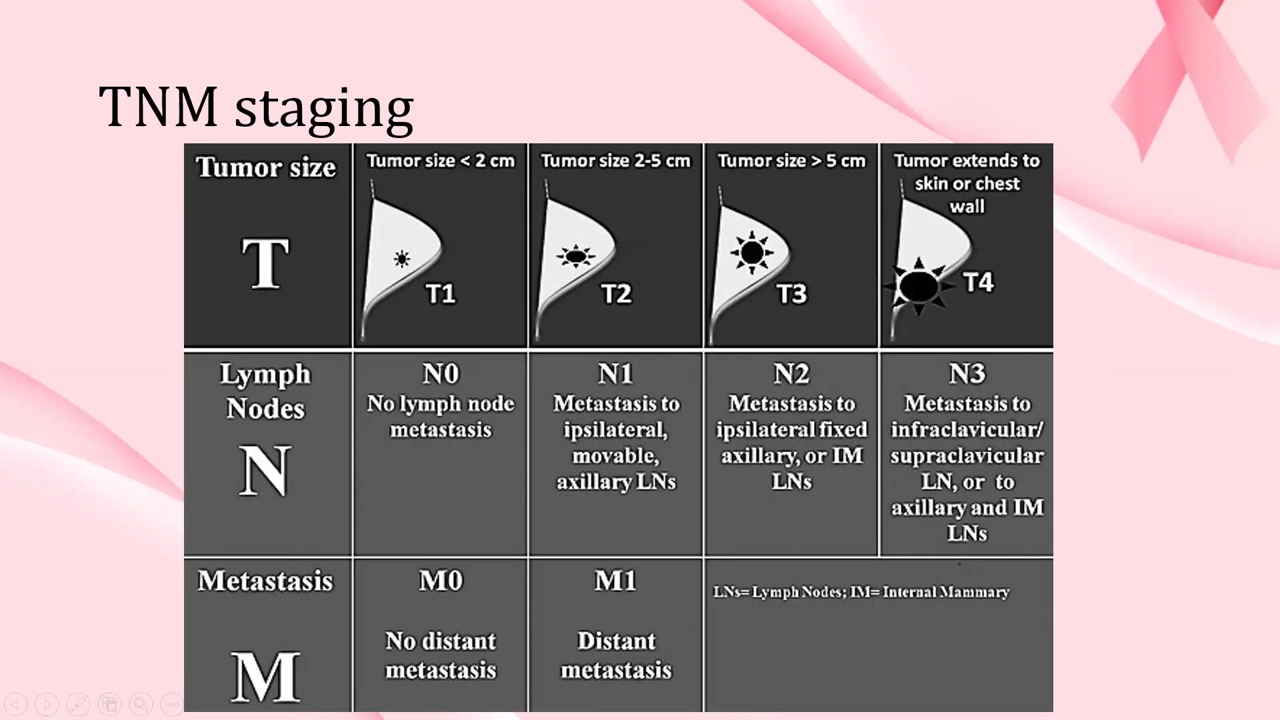 TNM staging
Tumor size
T
Tumor size < 2 cm
T1
Tumor size 2-5 cm
T2
Tumor size > 5 cm
T3
Tumor extends to
skin or chest
wall
T4
Lymph
Nodes
N
N0
No lymph node
metastasis
N1
Metastasis to
ipsilateral,
movable,
axillary LNs
N2
Metastasis to
ipsilateral fixed
axillary, or IM
LNs
N3
Metastasis to
infraclavicular/
supraclavicular
LN, or to
axillary and IM
LNs
Metastasis
M
M0
No distant
metastasis
M1
Distant
metastasis
LNs= Lymph Nodes; IM= Internal Mammary